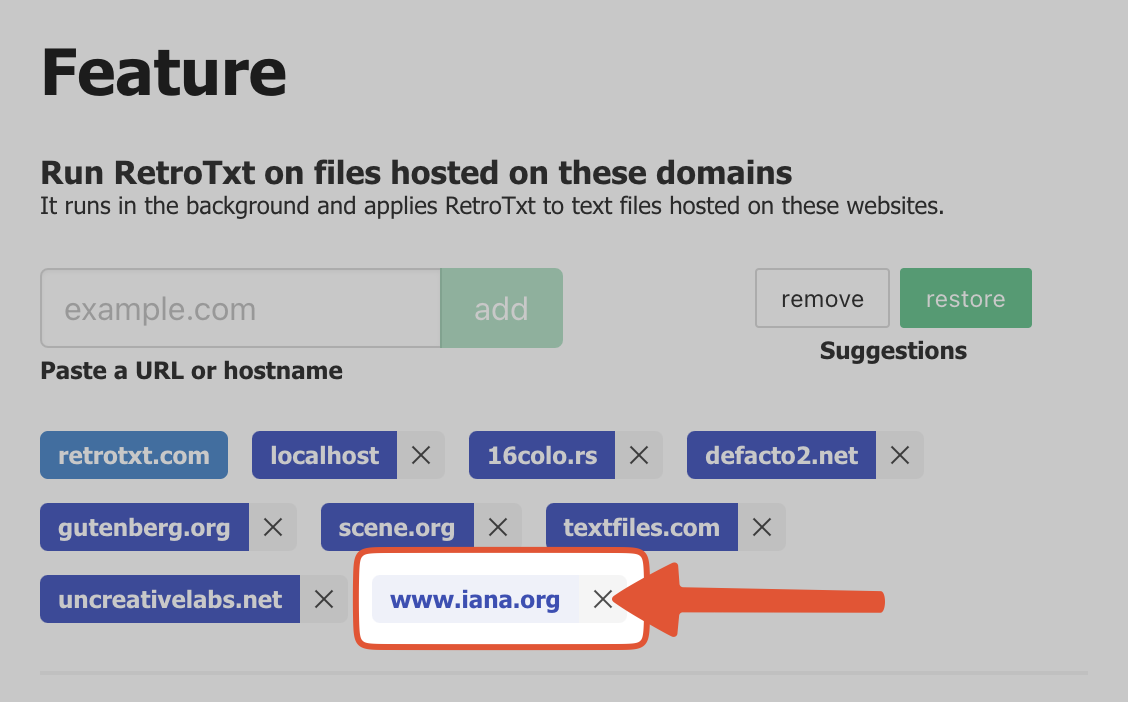 Feature
Run RetroTxt on files hosted on these domains
It runs in the background and applies RetroTxt to text files hosted on these websites.
example.com add remove restore
Paste a URL or hostname Suggestions
retrotxt.com localhost 16colo.rs defacto2.net
gutenberg.org scene.org textfiles.com
uncreativelabs.net www.iana.org